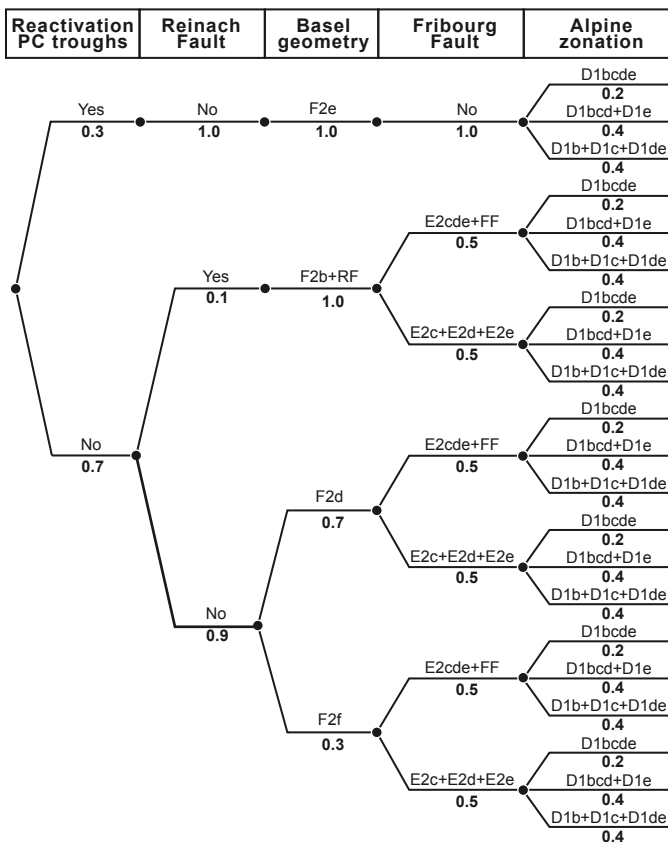 Reactivation PC troughs
Reinach Fault
Basel geometry
Fribourg Fault
Alpine zonation
D1bcde
0.2
Yes
No
F2e
No
D1bcd+D1e
0.3
1.0
1.0
1.0
0.4
D1b+D1c+D1de
0.4
D1bcde
0.2
E2cde+FF
D1bcd+D1e
0.5
0.4
D1b+D1c+D1de
Yes
F2b+RF
0.4
0.1
1.0
D1bcde
0.2
E2c+E2d+E2e
D1bcd+D1e
0.5
0.4
D1b+D1c+D1de
0.4
D1bcde
0.2
No
E2cde+FF
D1bcd+D1e
0.7
0.5
0.4
D1b+D1c+D1de
F2d
0.4
0.7
D1bcde
0.2
E2c+E2d+E2e
D1bcd+D1e
0.5
0.4
D1b+D1c+D1de
No
0.4
0.9
D1bcde
0.2
E2cde+FF
D1bcd+D1e
0.5
0.4
D1b+D1c+D1de
F2f
0.4
0.3
D1bcde
0.2
E2c+E2d+E2e
D1bcd+D1e
0.5
0.4
D1b+D1c+D1de
0.4